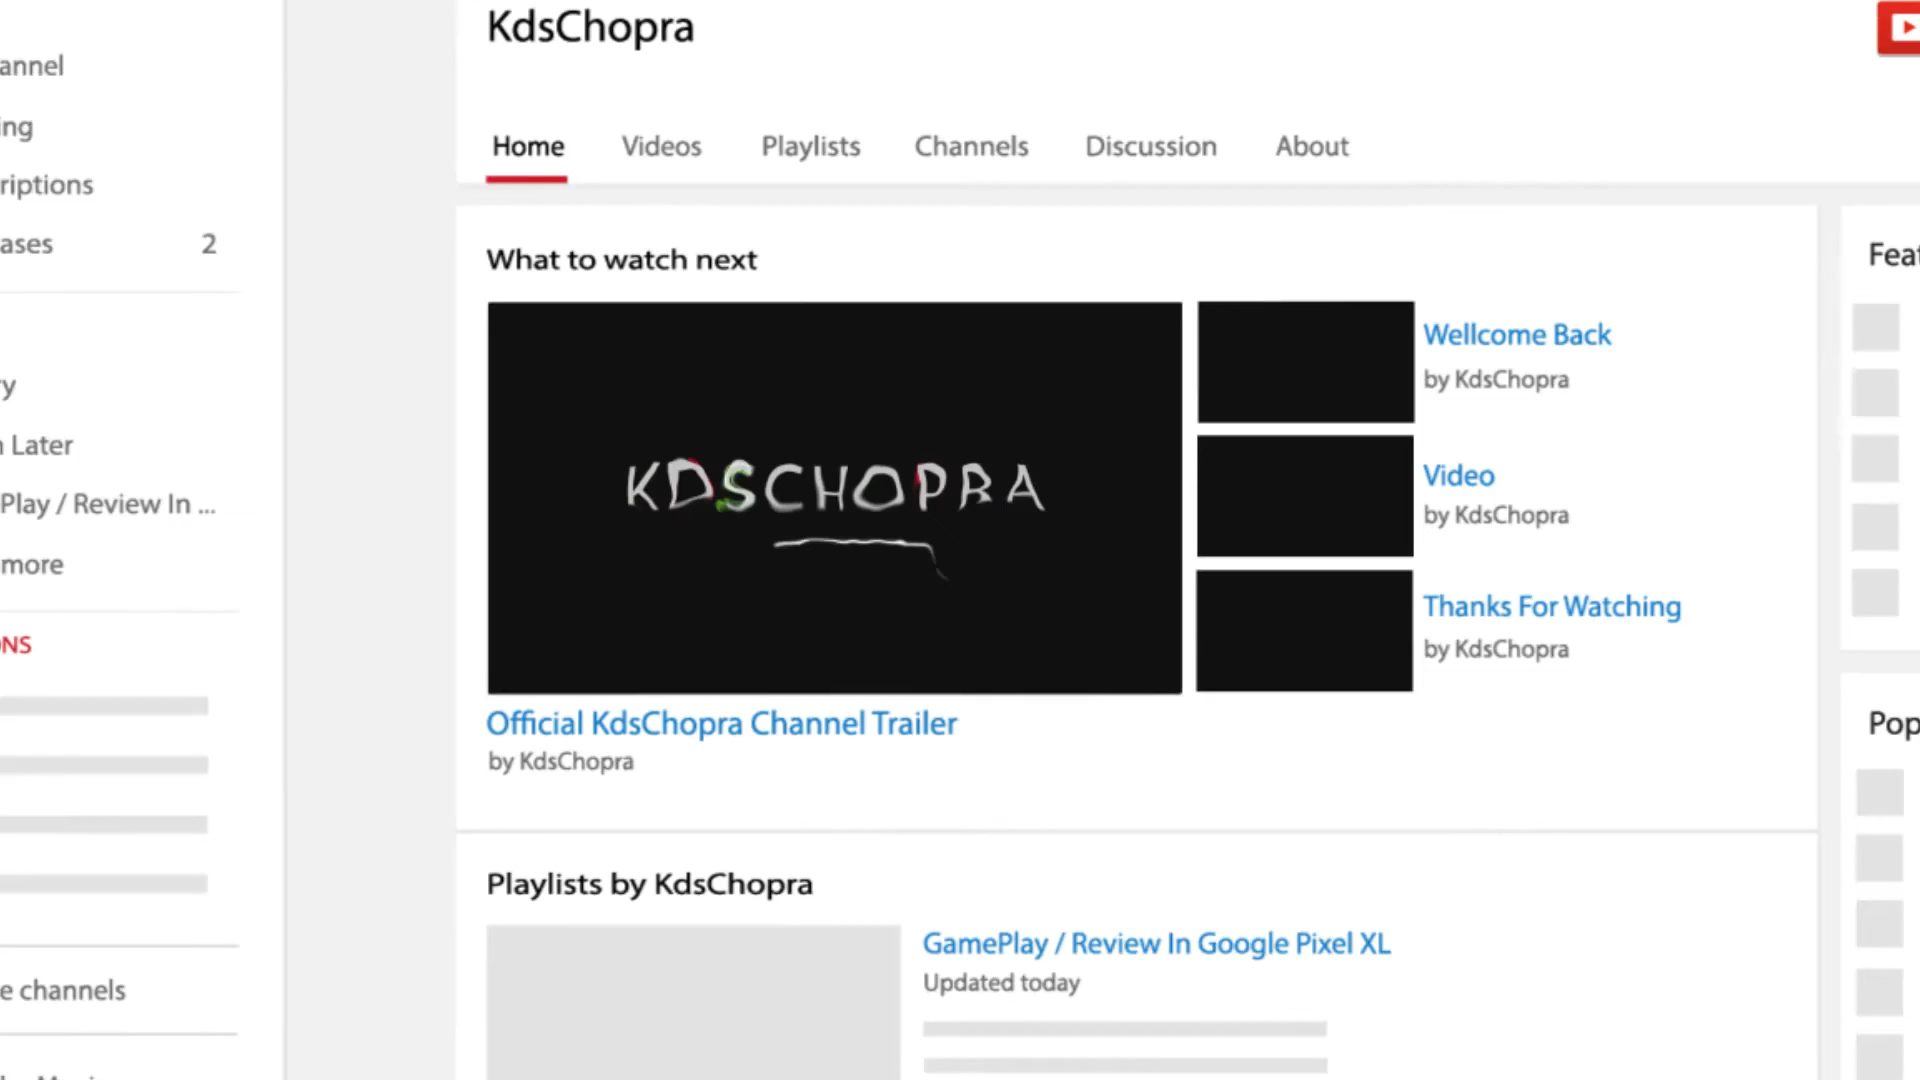 annel
ing
riptions
ases 2
y
Later
Play / Review In ...
more
ONS
e channels
KdsChopra
Home Videos Playlists Channels Discussion About
What to watch next
KDSCHOPRA
Official KdsChopra Channel Trailer
by KdsChopra
Wellcome Back
by KdsChopra
Video
by KdsChopra
Thanks For Watching
by KdsChopra
Playlists by KdsChopra
GamePlay / Review In Google Pixel XL
Updated today
Feat
Pop